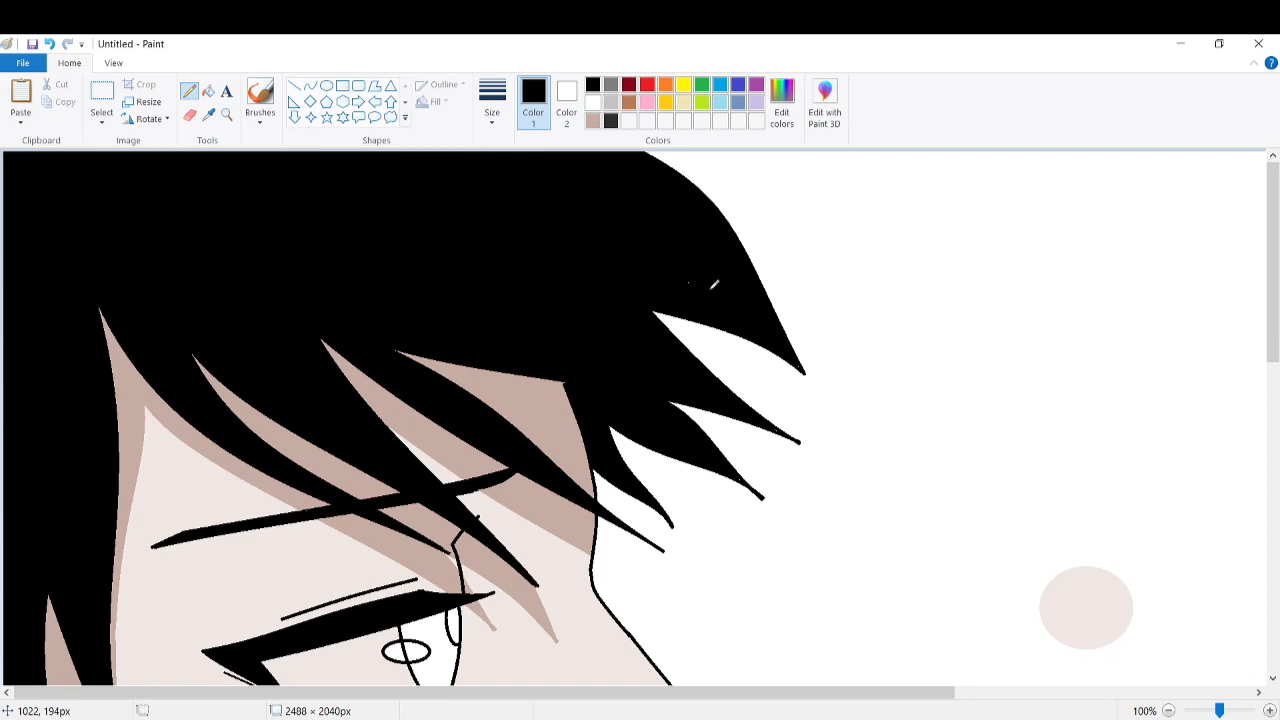 Untitled - Paint
File Home View
Paste
Cut
Copy
Clipboard
Select
Crop
Resize
Rotate
Image
A
Tools
Brushes
Outline
Fill
Shapes
Size
Color 1
Color 2
Edit colors
Edit with Paint 3D
Colors
?
1022, 194px
2488 × 2040px
100%